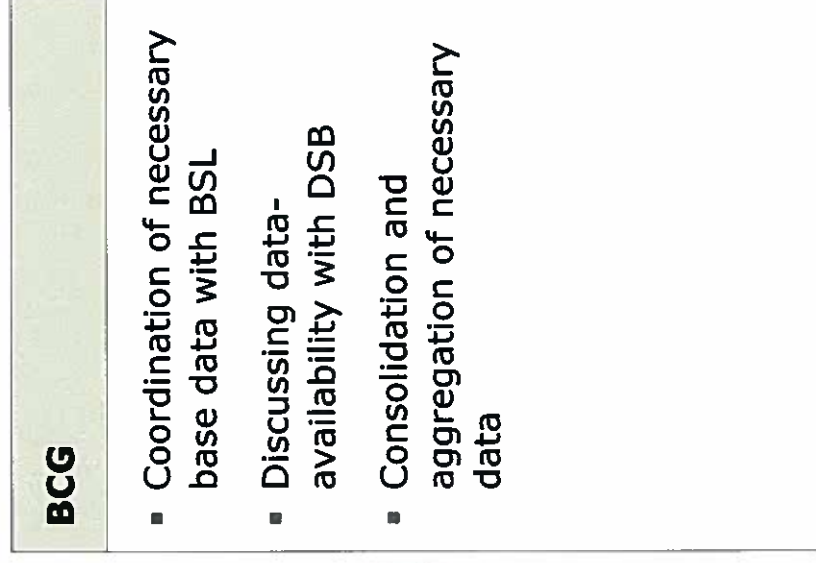 BCG
▪ Coordination of necessary
base data with BSL
▪ Discussing data-
availability with DSB
▪ Consolidation and
aggregation of necessary
data